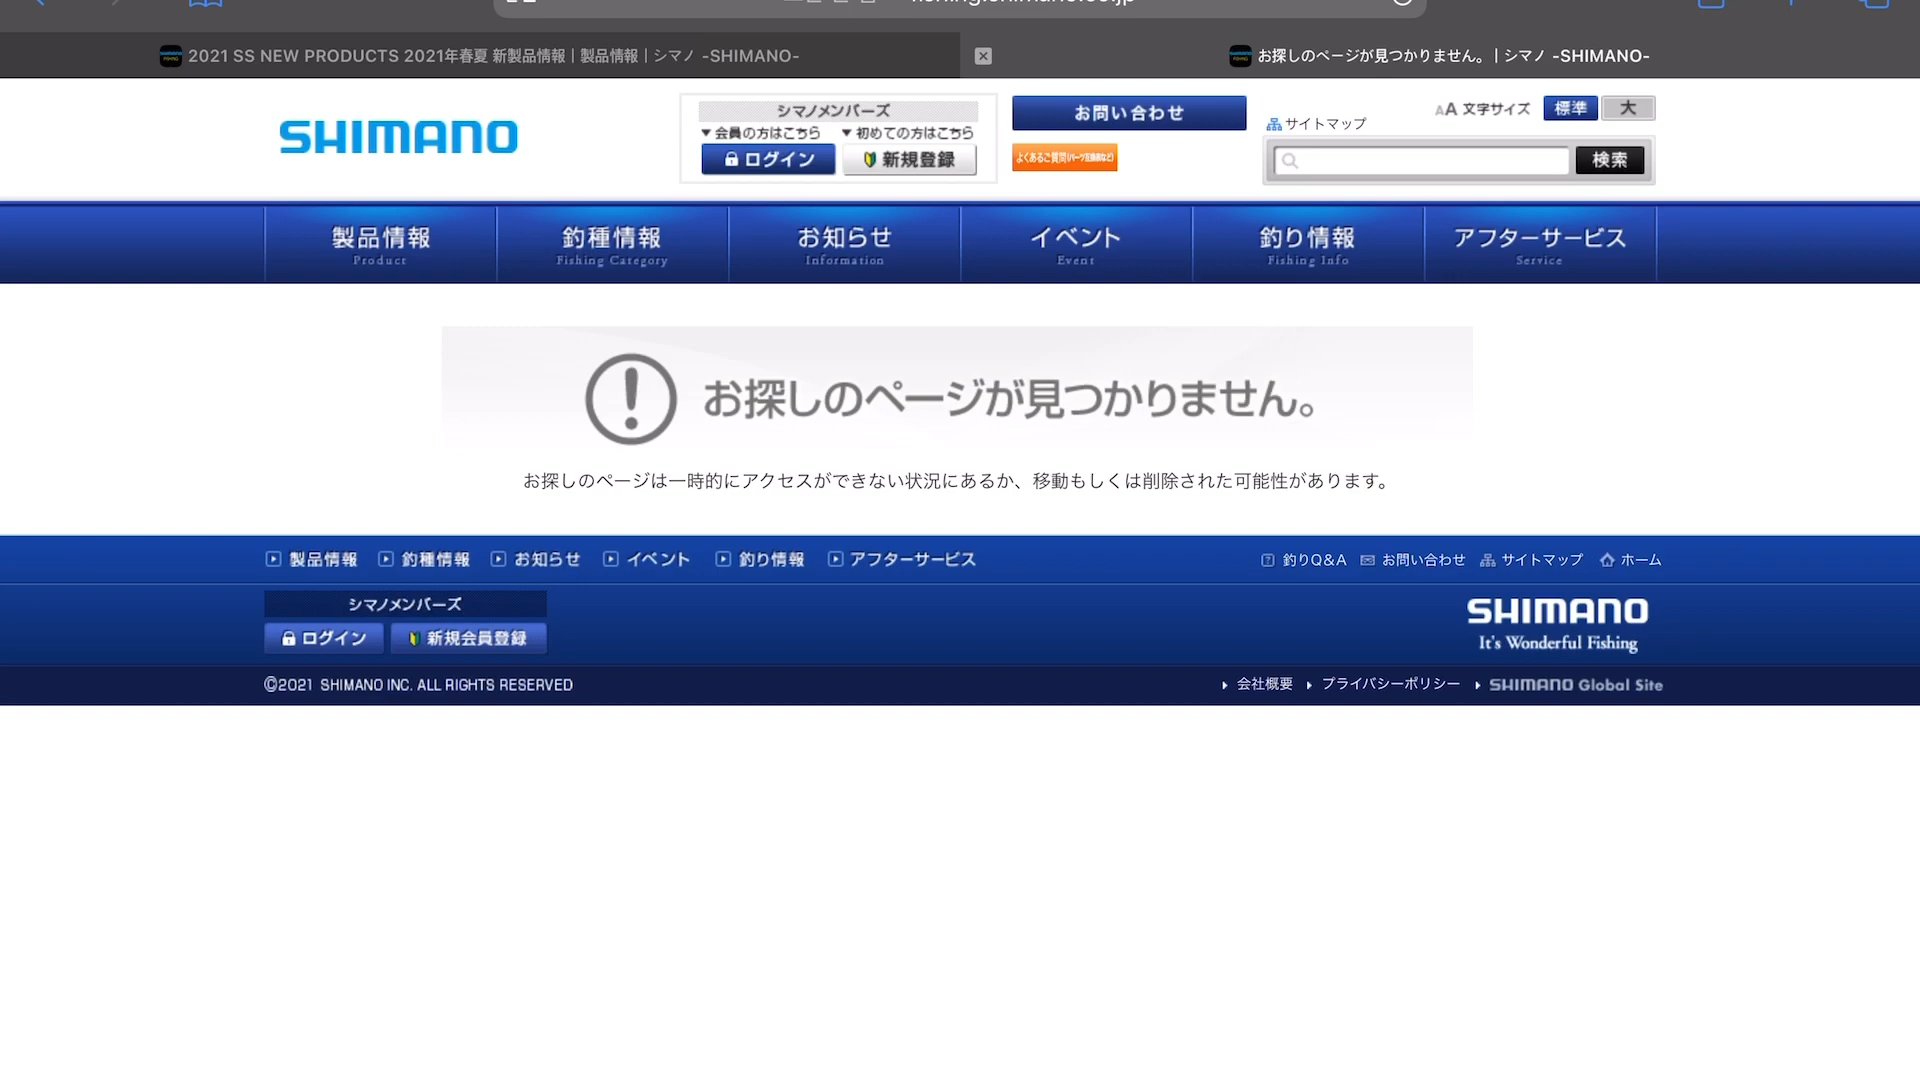 2021 SS NEW PRODUCTS 2021年春夏 新製品情報 | 製品情報 | シマノ -SHIMANO-
お探しのページが見つかりません。 | シマノ -SHIMANO-
SHIMANO
シマノメンバーズ
▼会員の方はこちら ▼初めての方はこちら
ログイン 新規登録
お問い合わせ
サイトマップ
AA 文字サイズ 標準 大
検索
製品情報 Product
釣種情報 Fishing Category
お知らせ Information
イベント Event
釣り情報 Fishing Info
アフターサービス Service
お探しのページが見つかりません。
お探しのページは一時的にアクセスができない状況にあるか、移動もしくは削除された可能性があります。
製品情報 釣種情報 お知らせ イベント 釣り情報 アフターサービス
釣りQ&A お問い合わせ サイトマップ ホーム
シマノメンバーズ
ログイン 新規会員登録
SHIMANO
It's Wonderful Fishing
©2021 SHIMANO INC. ALL RIGHTS RESERVED
会社概要 プライバシーポリシー SHIMANO Global Site